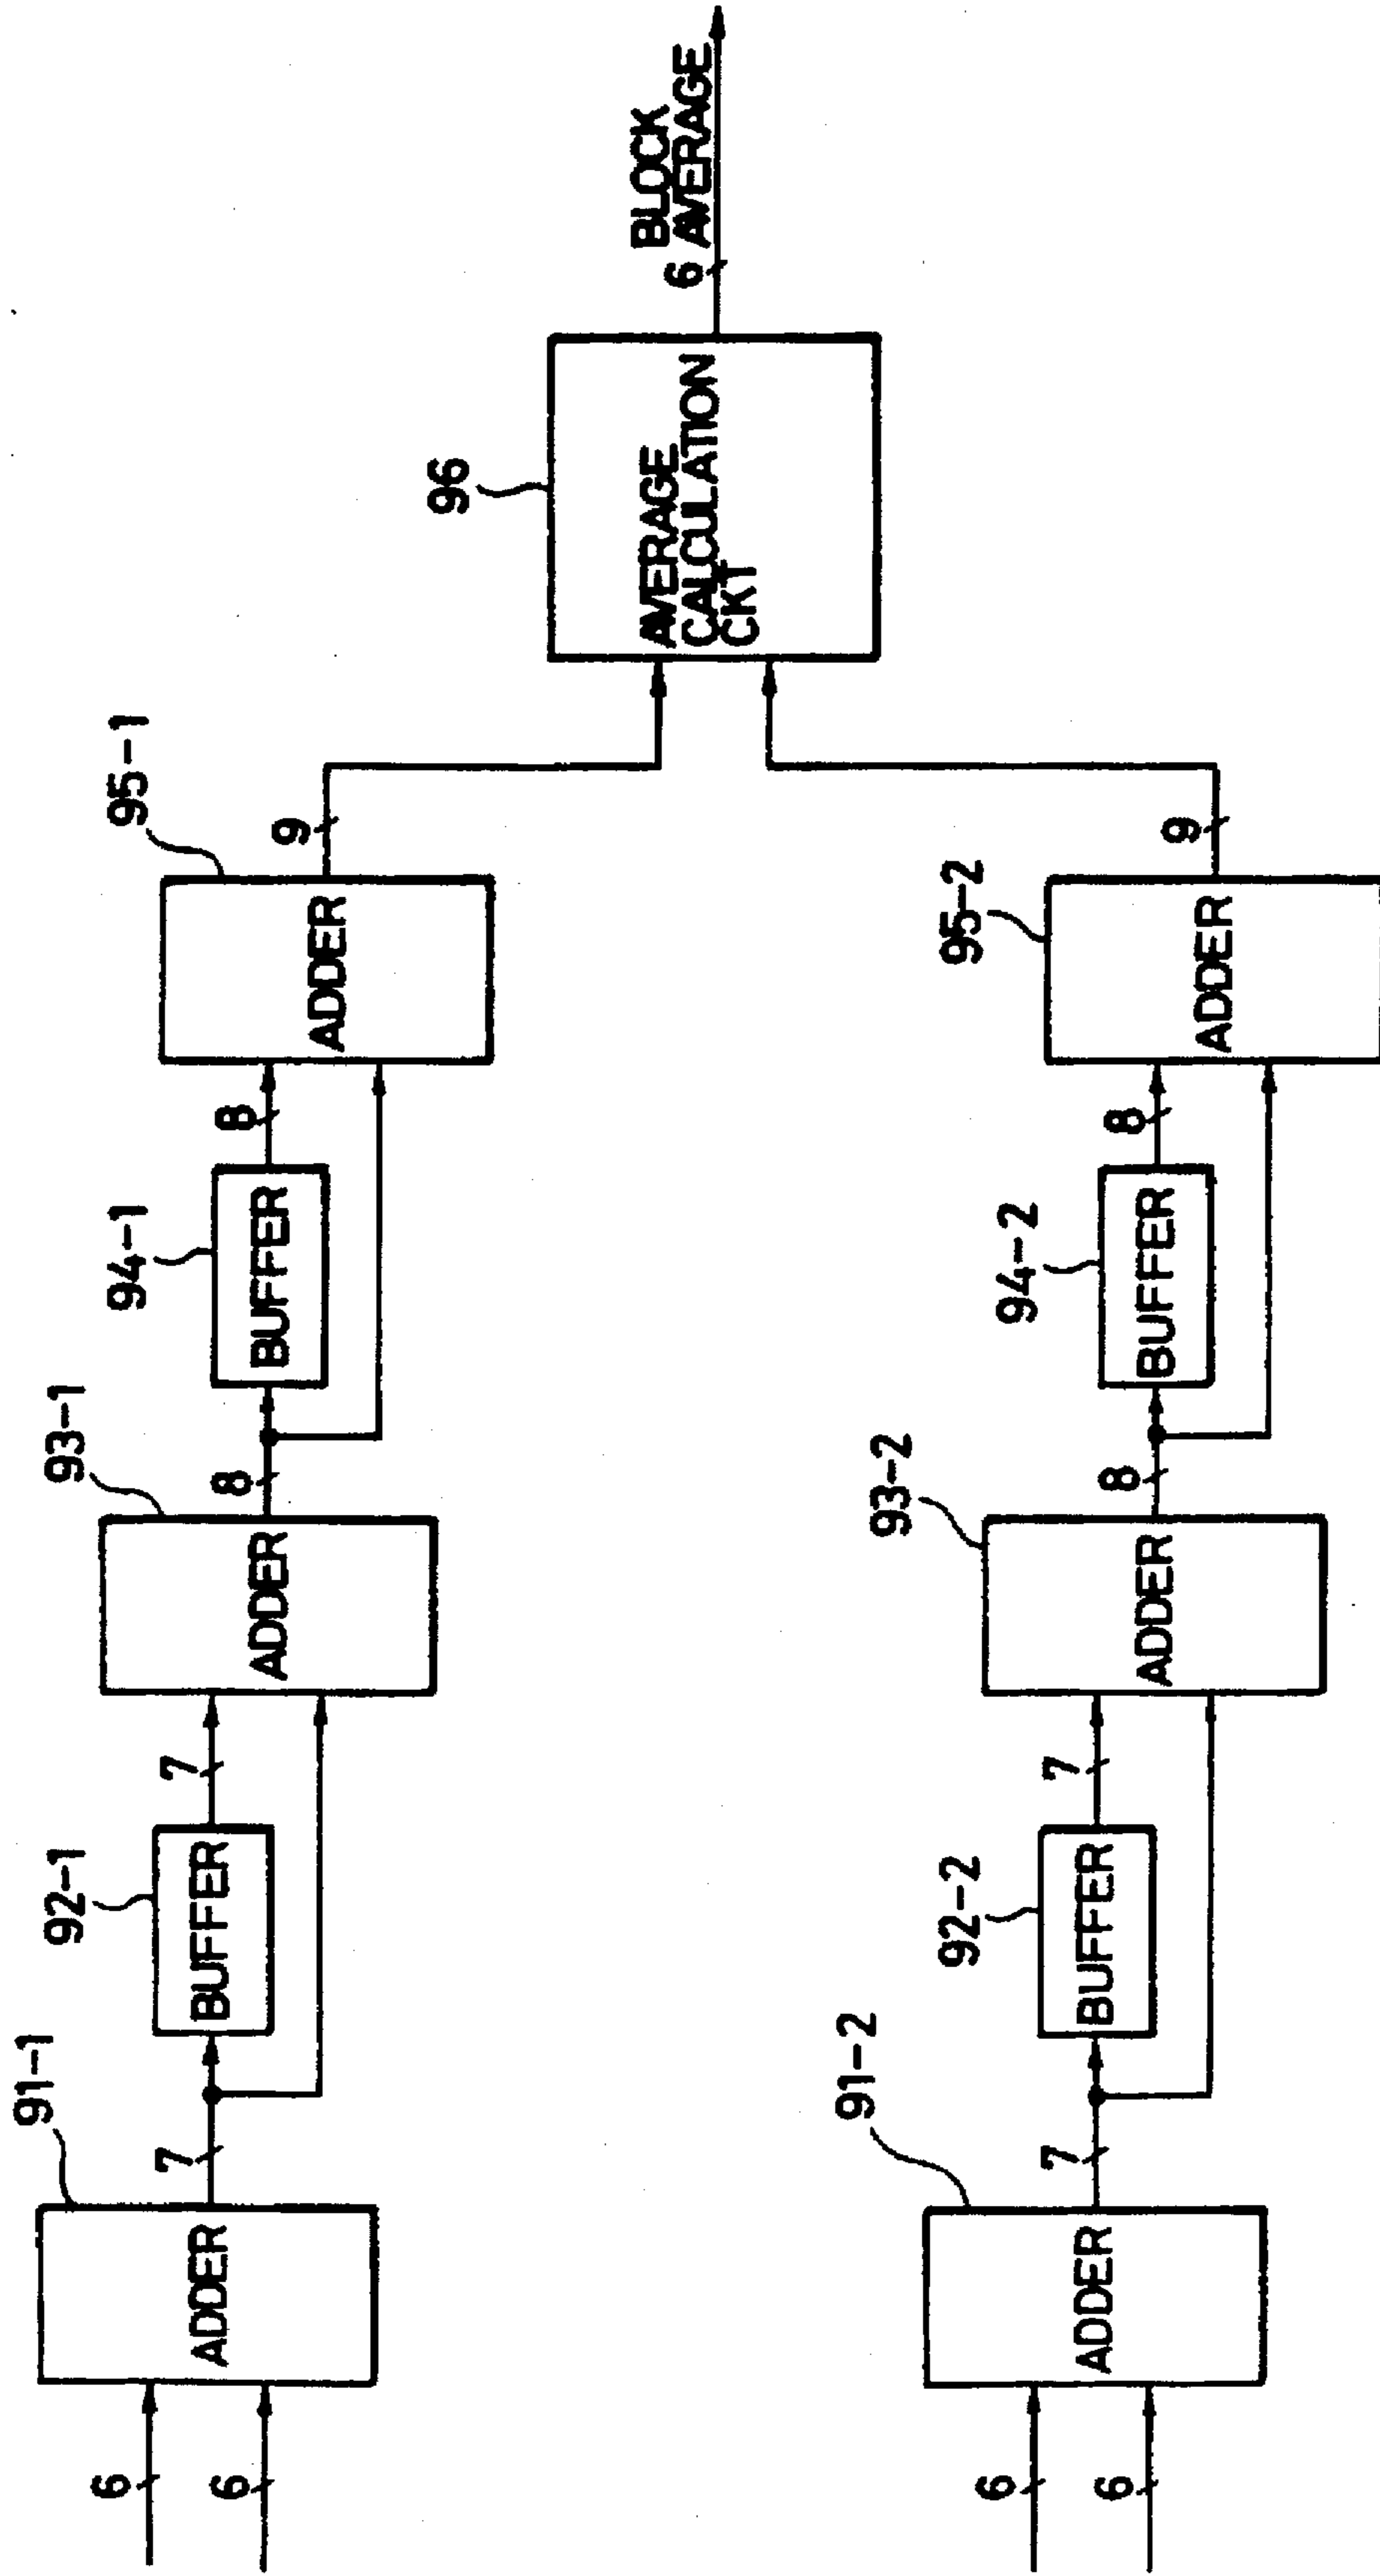 6
6
ADDER
91-1
7
BUFFER
92-1
7
ADDER
93-1
8
BUFFER
94-1
8
ADDER
95-1
9
6
6
ADDER
91-2
7
BUFFER
92-2
7
ADDER
93-2
8
BUFFER
94-2
8
ADDER
95-2
9
96
AVERAGE
CALCULATION
CKT
6
BLOCK
AVERAGE